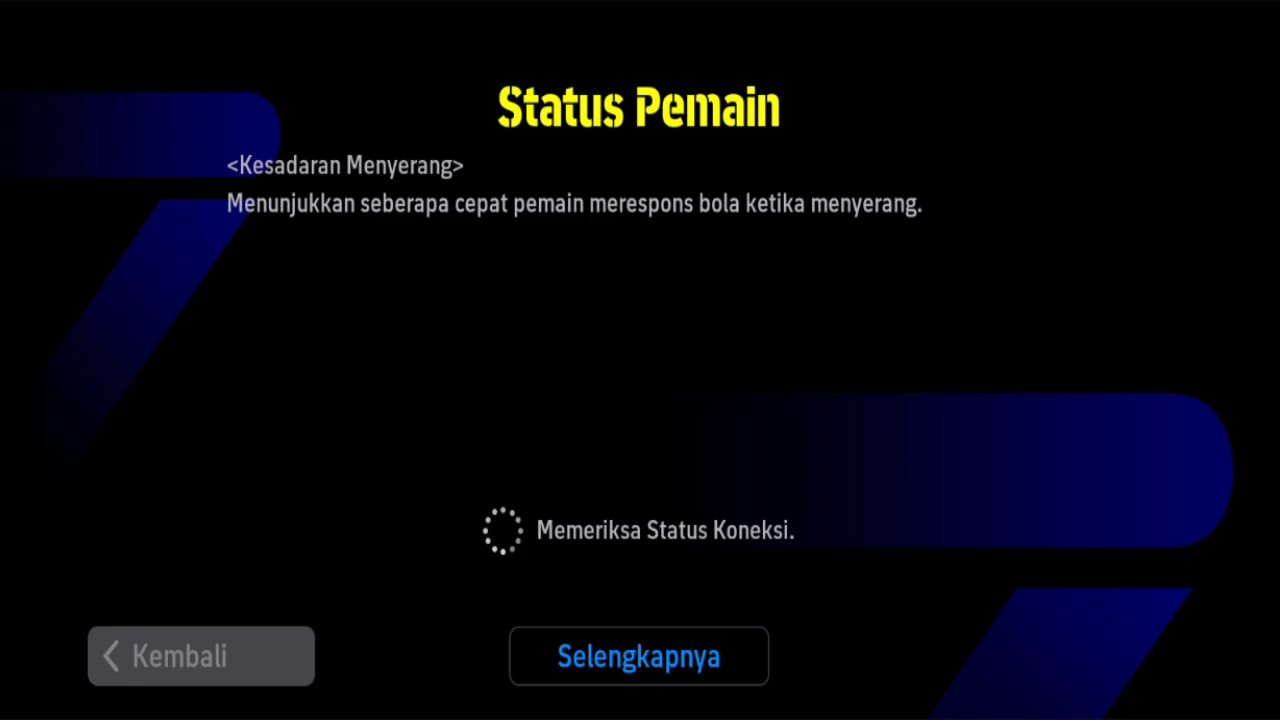 Status Pemain
<Kesadaran Menyerang>
Menunjukkan seberapa cepat pemain merespons bola ketika menyerang.
Memeriksa Status Koneksi.
Kembali
Selengkapnya